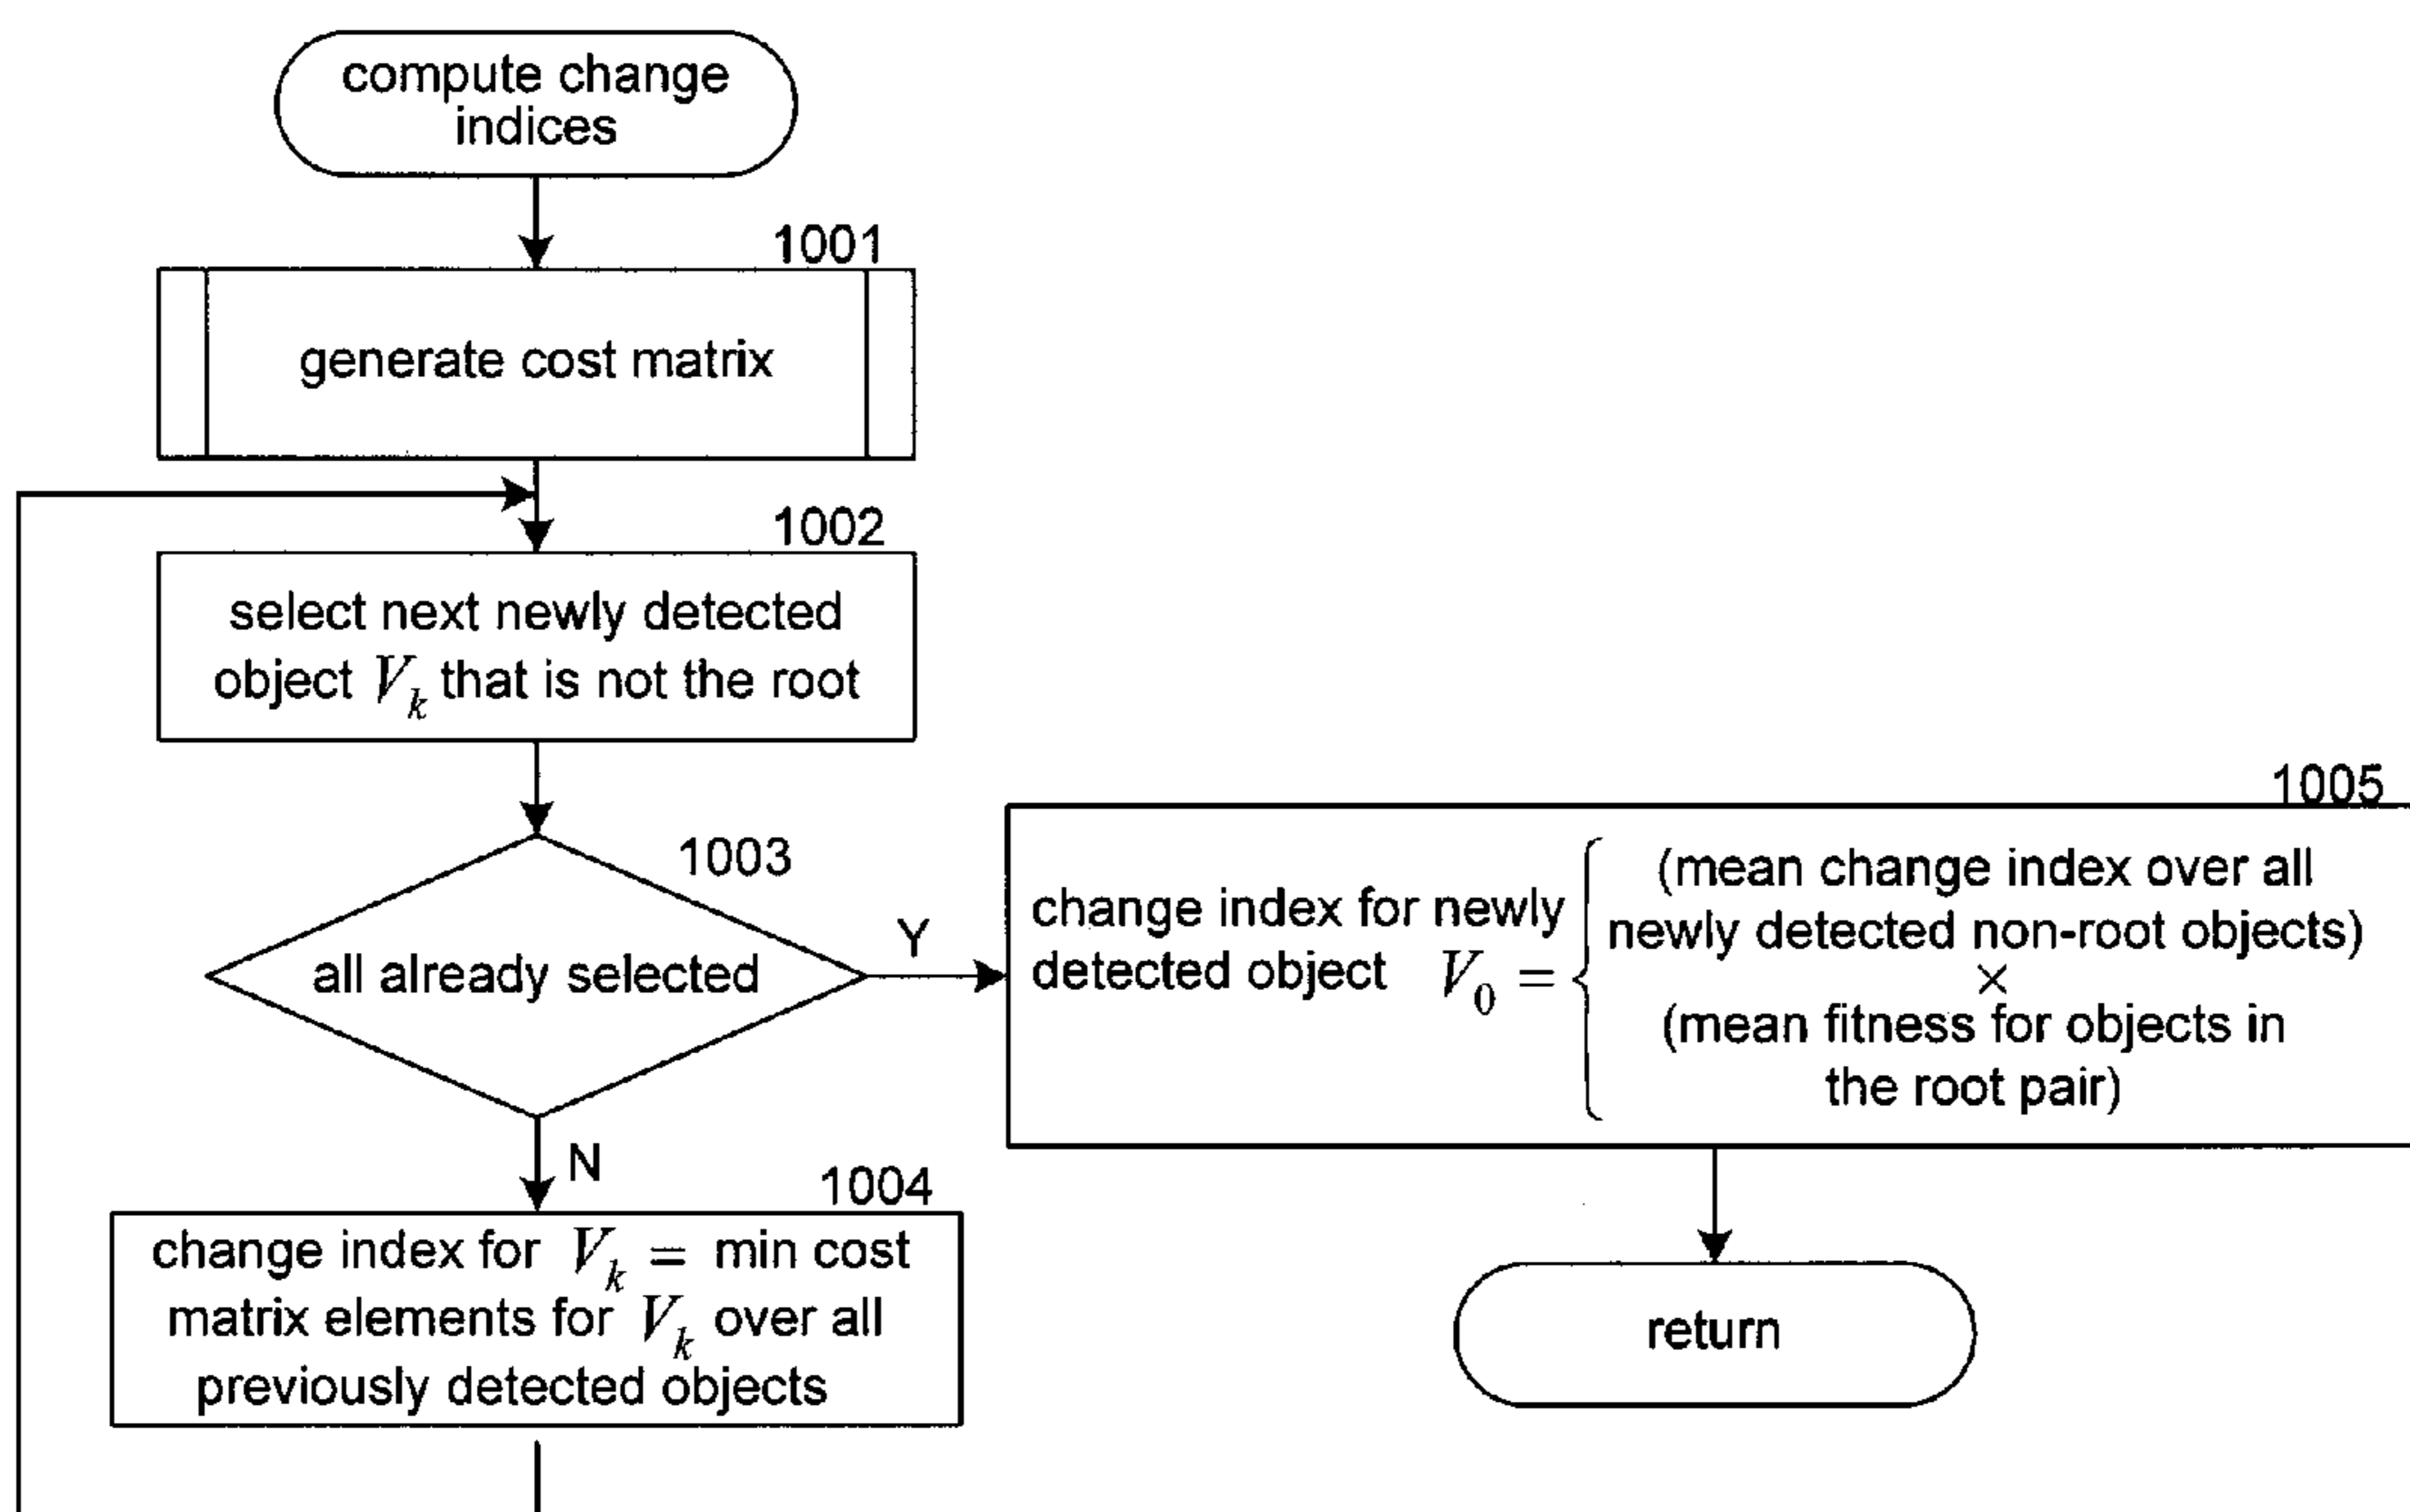 compute change
indices
1001
generate cost matrix
1002
select next newly detected
object V_k that is not the root
1003
all already selected
Y
N
1004
change index for V_k = min cost
matrix elements for V_k over all
previously detected objects
1005
change index for newly
detected object V_0 =
(mean change index over all
newly detected non-root objects)
×
(mean fitness for objects in
the root pair)
return